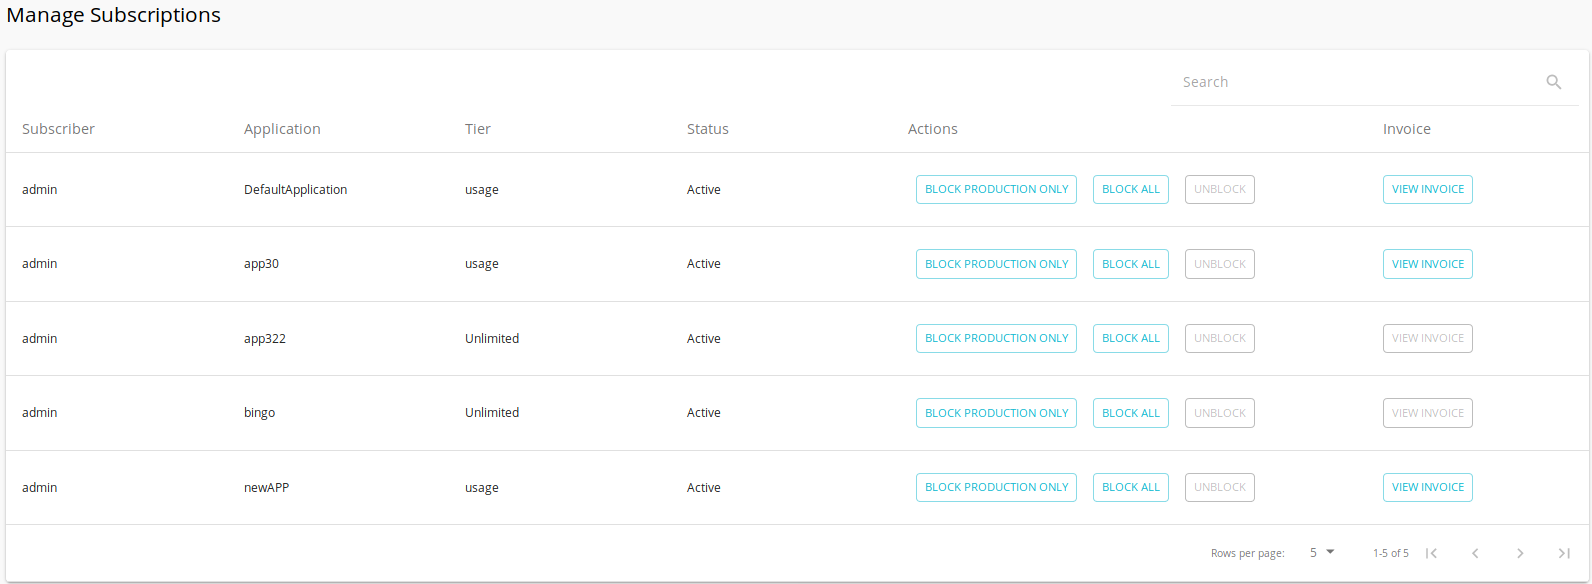 Manage Subscriptions
Search
Subscriber Application Tier Status Actions Invoice
admin DefaultApplication usage Active BLOCK PRODUCTION ONLY BLOCK ALL UNBLOCK VIEW INVOICE
admin app30 usage Active BLOCK PRODUCTION ONLY BLOCK ALL UNBLOCK VIEW INVOICE
admin app322 Unlimited Active BLOCK PRODUCTION ONLY BLOCK ALL UNBLOCK VIEW INVOICE
admin bingo Unlimited Active BLOCK PRODUCTION ONLY BLOCK ALL UNBLOCK VIEW INVOICE
admin newAPP usage Active BLOCK PRODUCTION ONLY BLOCK ALL UNBLOCK VIEW INVOICE
Rows per page: 5 1-5 of 5